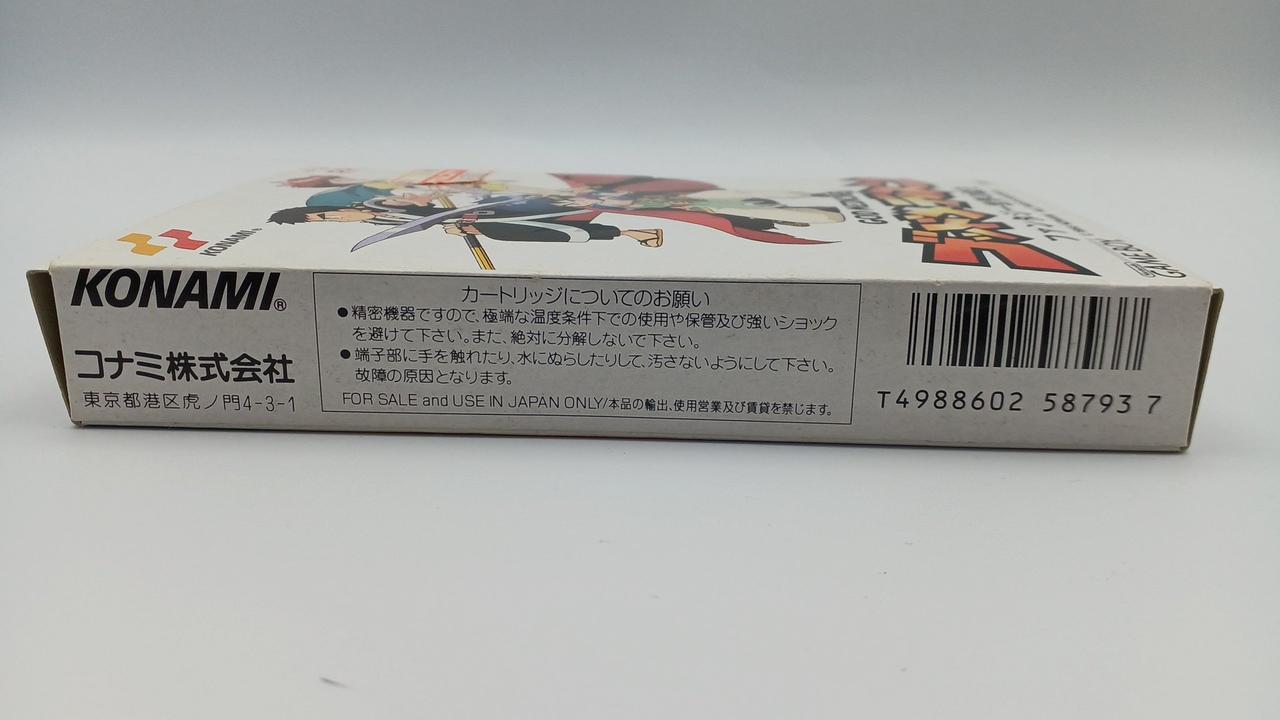 KONAMI®
KONAMI®
コナミ株式会社
東京都港区虎ノ門4-3-1
カートリッジについてのお願い
●精密機器ですので、極端な温度条件下での使用や保管及び強いショック
を避けて下さい。また、絶対に分解しないで下さい。
●端子部に手を触れたり、水にぬらしたりして、汚さないようにして下さい。
故障の原因となります。
FOR SALE and USE IN JAPAN ONLY/本品の輸出、使用営業及び賃貸を禁じます。
T4988602 58793 7
GAME BOY